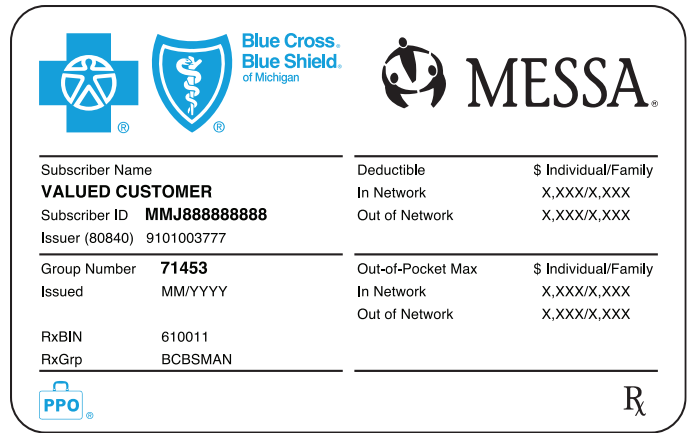 Blue Cross®
Blue Shield®
of Michigan
®
®
MESSA®
Subscriber Name
VALUED CUSTOMER
Subscriber ID MMJ888888888
Issuer (80840) 9101003777
Deductible $ Individual/Family
In Network X,XXX/X,XXX
Out of Network X,XXX/X,XXX
Group Number 71453
Issued MM/YYYY
RxBIN 610011
RxGrp BCBSMAN
Out-of-Pocket Max $ Individual/Family
In Network X,XXX/X,XXX
Out of Network X,XXX/X,XXX
PPO®
Rx